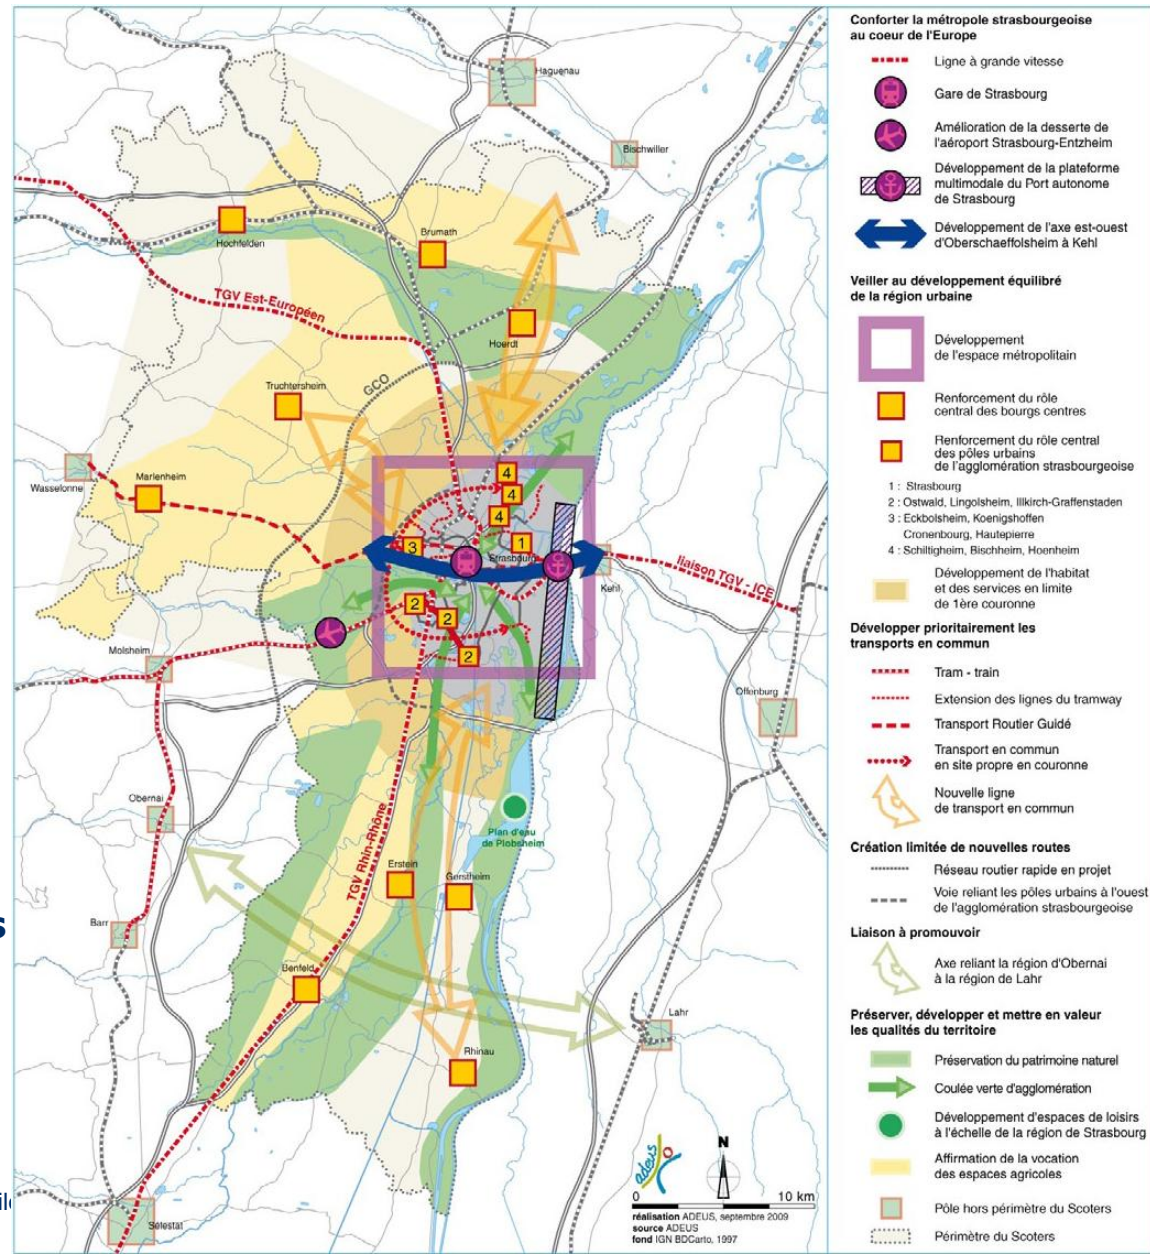 Haguenau
Bischwiller
Hochfelden
Brumath
TGV Est-Européen
Hoerdt
GCO
Truchtersheim
Wasselonne
Marlenheim
4
4
4
3
1
Strasbourg
Kehl
liaison TGV - ICE
2
2
2
Molsheim
Offenburg
Obernai
Plan d'eau
de Plobsheim
TGV Rhin-Rhône
Erstein
Gerstheim
Barr
Benfeld
Lahr
Rhinau
Sélestat
s
adeus
N
0
10 km
réalisation ADEUS, septembre 2009
source ADEUS
fond IGN BDCarto, 1997
Conforter la métropole strasbourgeoise
au coeur de l'Europe
Ligne à grande vitesse
Gare de Strasbourg
Amélioration de la desserte de
l'aéroport Strasbourg-Entzheim
Développement de la plateforme
multimodale du Port autonome
de Strasbourg
Développement de l'axe est-ouest
d'Oberschaeffolsheim à Kehl
Veiller au développement équilibré
de la région urbaine
Développement
de l'espace métropolitain
Renforcement du rôle
central des bourgs centres
Renforcement du rôle central
des pôles urbains
de l'agglomération strasbourgeoise
1 : Strasbourg
2 : Ostwald, Lingolsheim, Illkirch-Graffenstaden
3 : Eckbolsheim, Koenigshoffen
Cronenbourg, Hautepierre
4 : Schiltigheim, Bischheim, Hoenheim
Développement de l'habitat
et des services en limite
de 1ère couronne
Développer prioritairement les
transports en commun
Tram - train
Extension des lignes du tramway
Transport Routier Guidé
Transport en commun
en site propre en couronne
Nouvelle ligne
de transport en commun
Création limitée de nouvelles routes
Réseau routier rapide en projet
Voie reliant les pôles urbains à l'ouest
de l'agglomération strasbourgeoise
Liaison à promouvoir
Axe reliant la région d'Obernai
à la région de Lahr
Préserver, développer et mettre en valeur
les qualités du territoire
Préservation du patrimoine naturel
Coulée verte d'agglomération
Développement d'espaces de loisirs
à l'échelle de la région de Strasbourg
Affirmation de la vocation
des espaces agricoles
Pôle hors périmètre du Scoters
Périmètre du Scoters